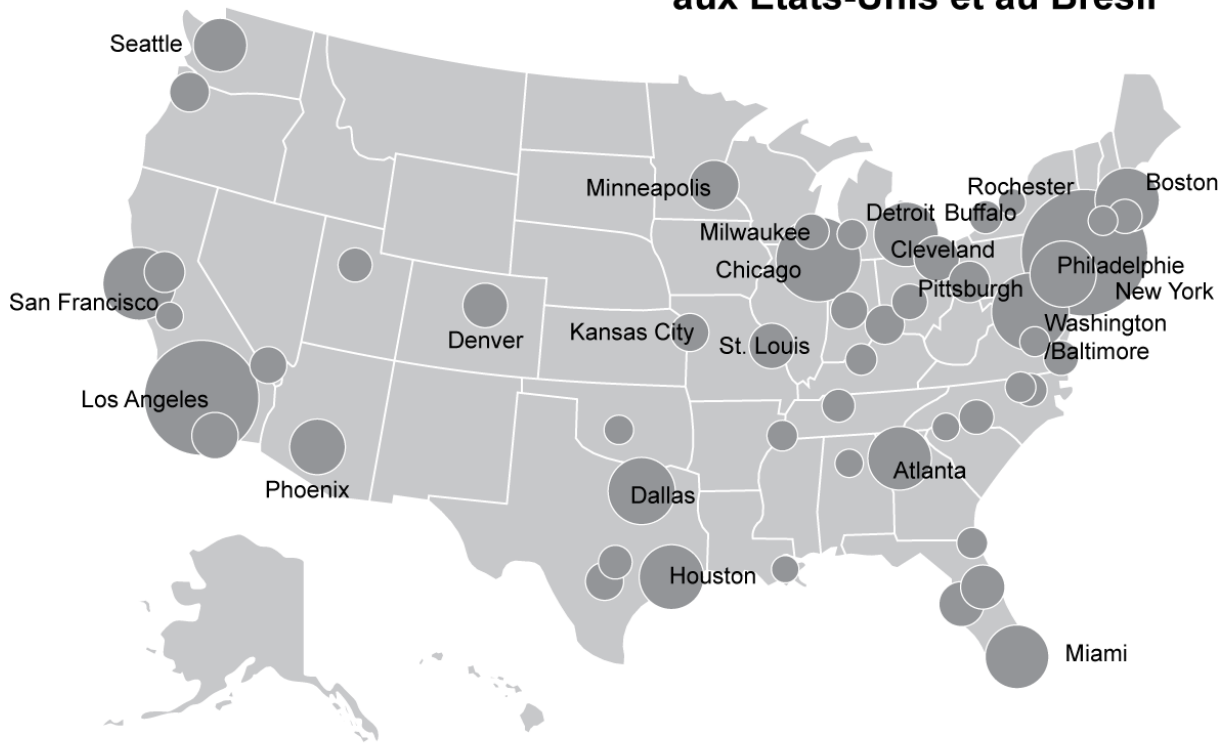 aux États-Unis et au Brésil
Seattle
Minneapolis
Rochester
Boston
Detroit Buffalo
Milwaukee
Cleveland
Chicago
Philadelphie
Pittsburgh
New York
San Francisco
Denver
Kansas City
St. Louis
Washington
/Baltimore
Los Angeles
Phoenix
Atlanta
Dallas
Houston
Miami